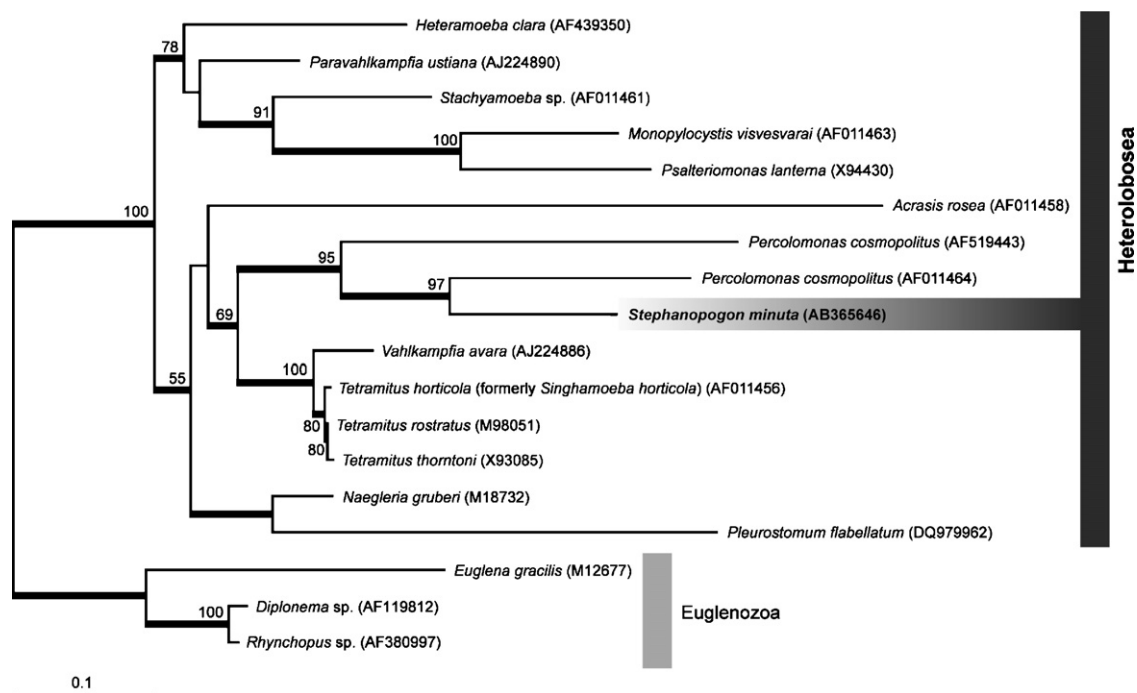 Heteramoeba clara (AF439350)
78
Paravahlkampfia ustiana (AJ224890)
Stachyamoeba sp. (AF011461)
91
Monopylocystis visvesvarai (AF011463)
100
Psalteriomonas lanterna (X94430)
100
Acrasis rosea (AF011458)
Percolomonas cosmopolitus (AF519443)
95
Percolomonas cosmopolitus (AF011464)
97
Stephanopogon minuta (AB365646)
69
Vahlkampfia avara (AJ224886)
100
55
Tetramitus horticola (formerly Singhamoeba horticola) (AF011456)
80
Tetramitus rostratus (M98051)
80
Tetramitus thorntoni (X93085)
Naegleria gruberi (M18732)
Pleurostomum flabellatum (DQ979962)
Heterolobosea
Euglena gracilis (M12677)
100
Diplonema sp. (AF119812)
Rhynchopus sp. (AF380997)
Euglenozoa
0.1